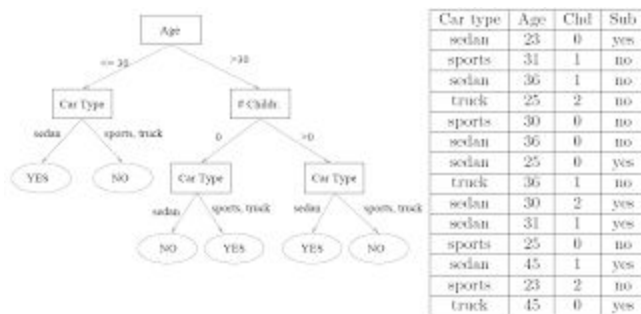 Age
<= 30
>30
Car Type
# Childr.
sedan
sports, truck
0
>0
YES
NO
Car Type
Car Type
sedan
sports, truck
sedan
sports, truck
NO
YES
YES
NO
Car type Age Chd Sub
sedan 23 0 yes
sports 31 1 no
sedan 36 1 no
truck 25 2 no
sports 30 0 no
sedan 36 0 no
sedan 25 0 yes
truck 36 1 no
sedan 30 2 yes
sedan 31 1 yes
sports 25 0 no
sedan 45 1 yes
sports 23 2 no
truck 45 0 yes